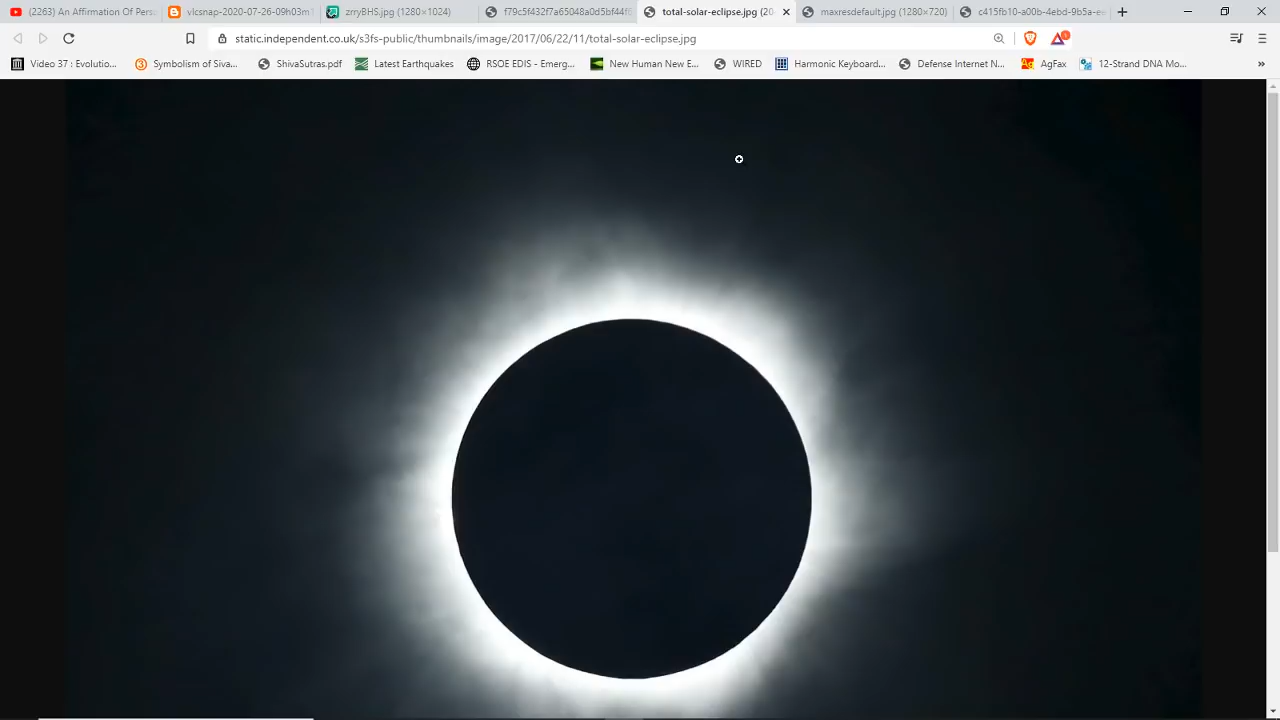 (2263) An Affirmation Of Pers
vlcsnap-2020-07-26-09h03m1
zrryBHS.jpg (1280×1024)
total-solar-eclipse.jpg (20
maxresdefault.jpg (1280×720)
c415fb10-a00b-4ebd-9b5a-e
static.independent.co.uk/s3fs-public/thumbnails/image/2017/06/22/11/total-solar-eclipse.jpg
Video 37 : Evolutio...
Symbolism of Siva...
ShivaSutras.pdf
Latest Earthquakes
RSOE EDIS - Emerg...
New Human New E...
WIRED
Harmonic Keyboard...
Defense Internet N...
AgFax
12-Strand DNA Mo...